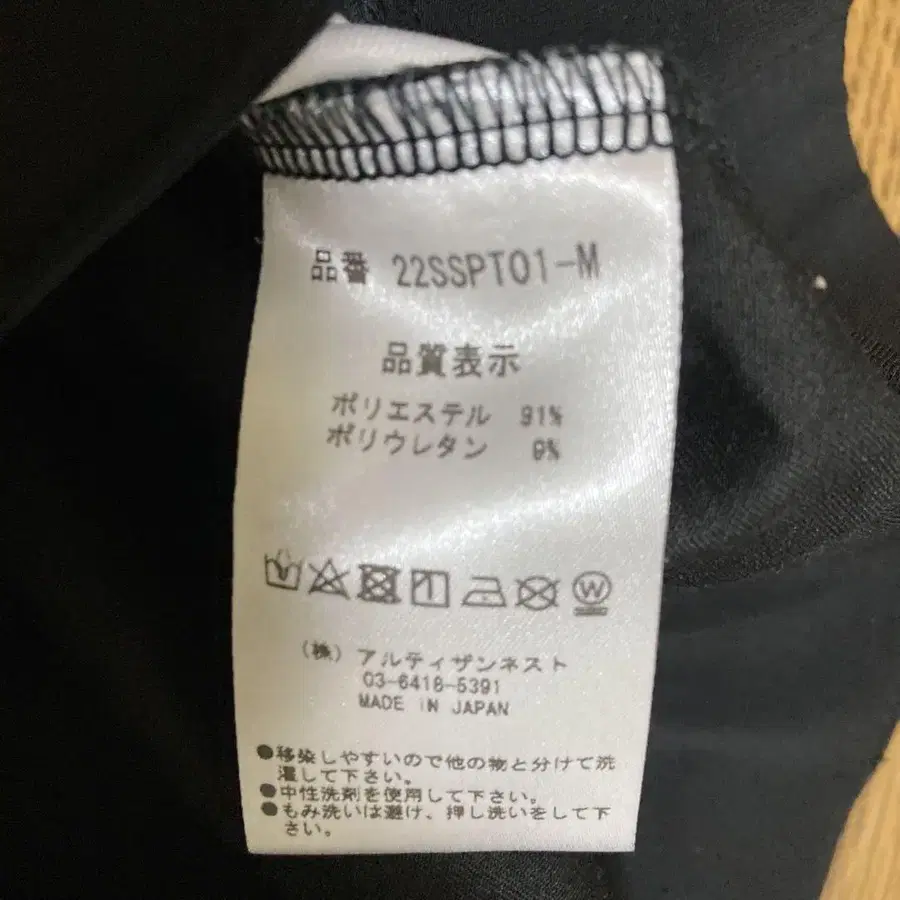 品番 22SSPT01-M
品質表示
ポリエステル 91%
ポリウレタン 9%
W
(株) アルティザンネスト
03-6418-5391
MADE IN JAPAN
●移染しやすいので他の物と分けて洗
濯して下さい。
●中性洗剤を使用して下さい。
●もみ洗いは避け、押し洗いをして下
さい。